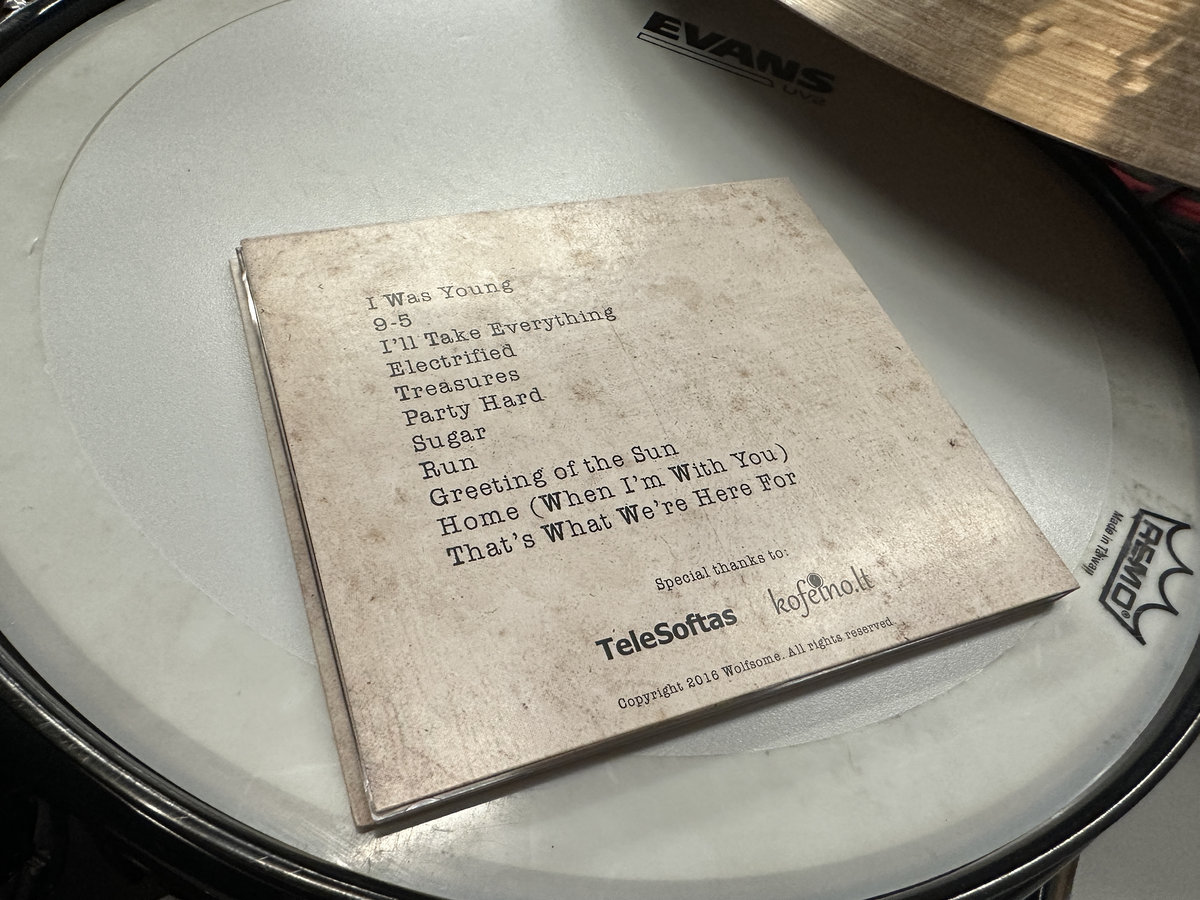 EVANS
UV2
I Was Young
9-5
I'll Take Everything
Electrified
Treasures
Party Hard
Sugar
Run
Greeting of the Sun
Home (When I'm With You)
That's What We're Here For
Special thanks to:
TeleSoftas kofeino.lt
Copyright 2016 Wolfsome. All rights reserved.
REMO®
Made in Taiwan